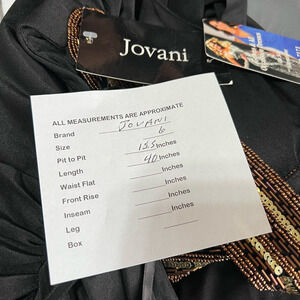 Jovani
ALL MEASUREMENTS ARE APPROXIMATE
Brand JOVANI
Size 6
Pit to Pit 15.5 Inches
Length 40 Inches
Waist Flat Inches
Front Rise Inches
Inseam Inches
Leg Inches
Box